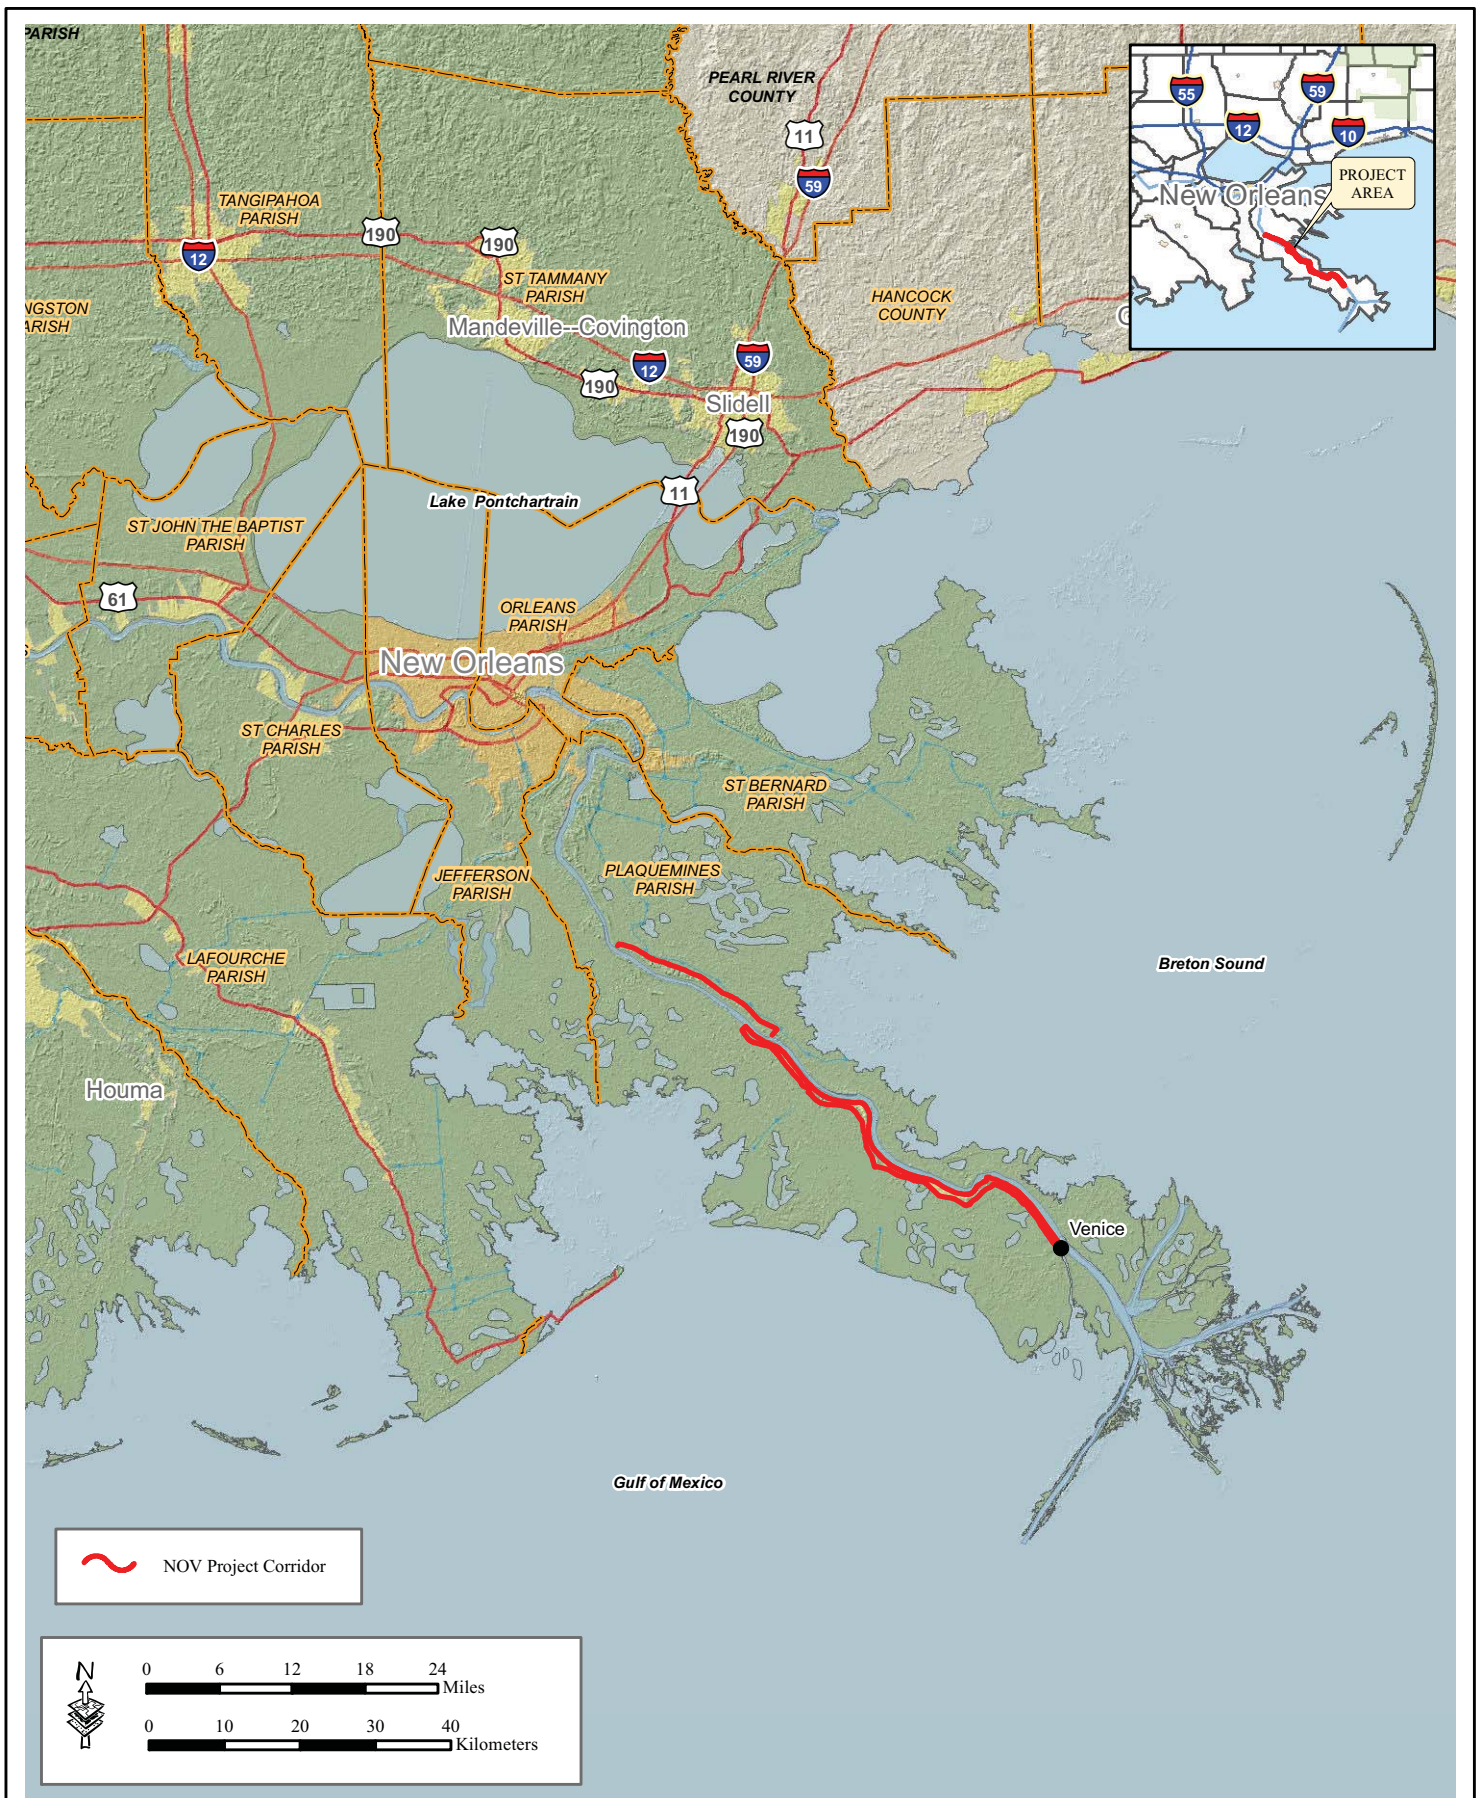 PARISH
PEARL RIVER
COUNTY
11
59
55
59
12
10
PROJECT
AREA
New Orleans
TANGIPAHOA
PARISH
190
190
12
ST TAMMANY
PARISH
HANCOCK
COUNTY
NGSTON
ARISH
Mandeville--Covington
G
12
59
190
Slidell
190
11
Lake Pontchartrain
ST JOHN THE BAPTIST
PARISH
61
ORLEANS
PARISH
New Orleans
ST CHARLES
PARISH
ST BERNARD
PARISH
JEFFERSON
PARISH
PLAQUEMINES
PARISH
LAFOURCHE
PARISH
Breton Sound
Houma
Venice
Gulf of Mexico
NOV Project Corridor
N
0 6 12 18 24
Miles
0 10 20 30 40
Kilometers